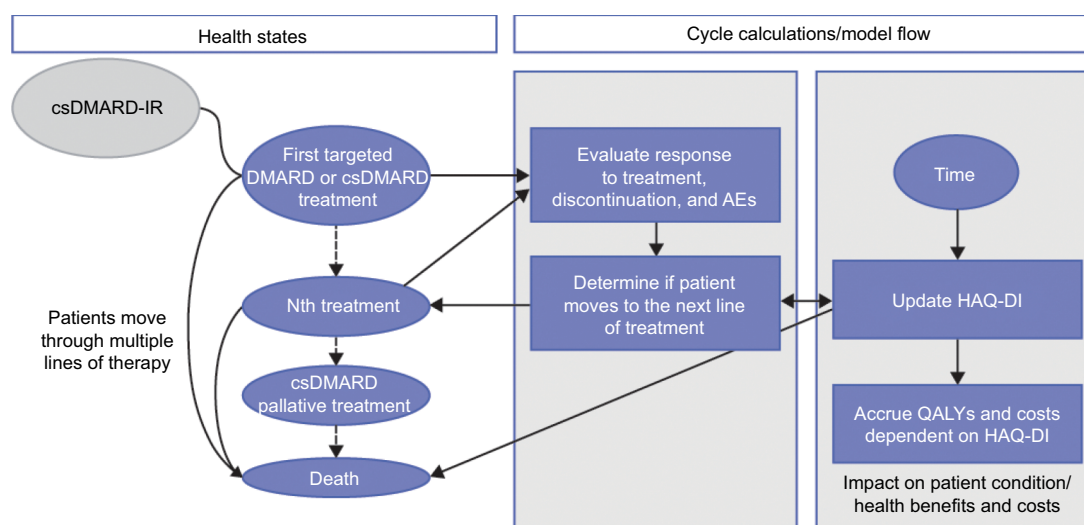 Health states
Cycle calculations/model flow
csDMARD-IR
First targeted
DMARD or csDMARD
treatment
Nth treatment
csDMARD
pallative treatment
Death
Patients move
through multiple
lines of therapy
Evaluate response
to treatment,
discontinuation, and AEs
Determine if patient
moves to the next line
of treatment
Time
Update HAQ-DI
Accrue QALYs and costs
dependent on HAQ-DI
Impact on patient condition/
health benefits and costs